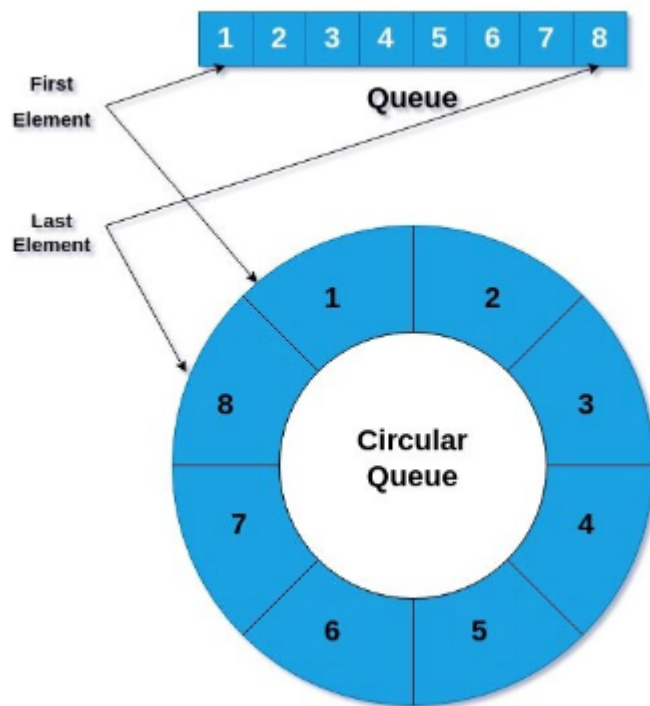 1 2 3 4 5 6 7 8
First
Element
Queue
Last
Element
1
2
8
3
Circular
Queue
7
4
6
5